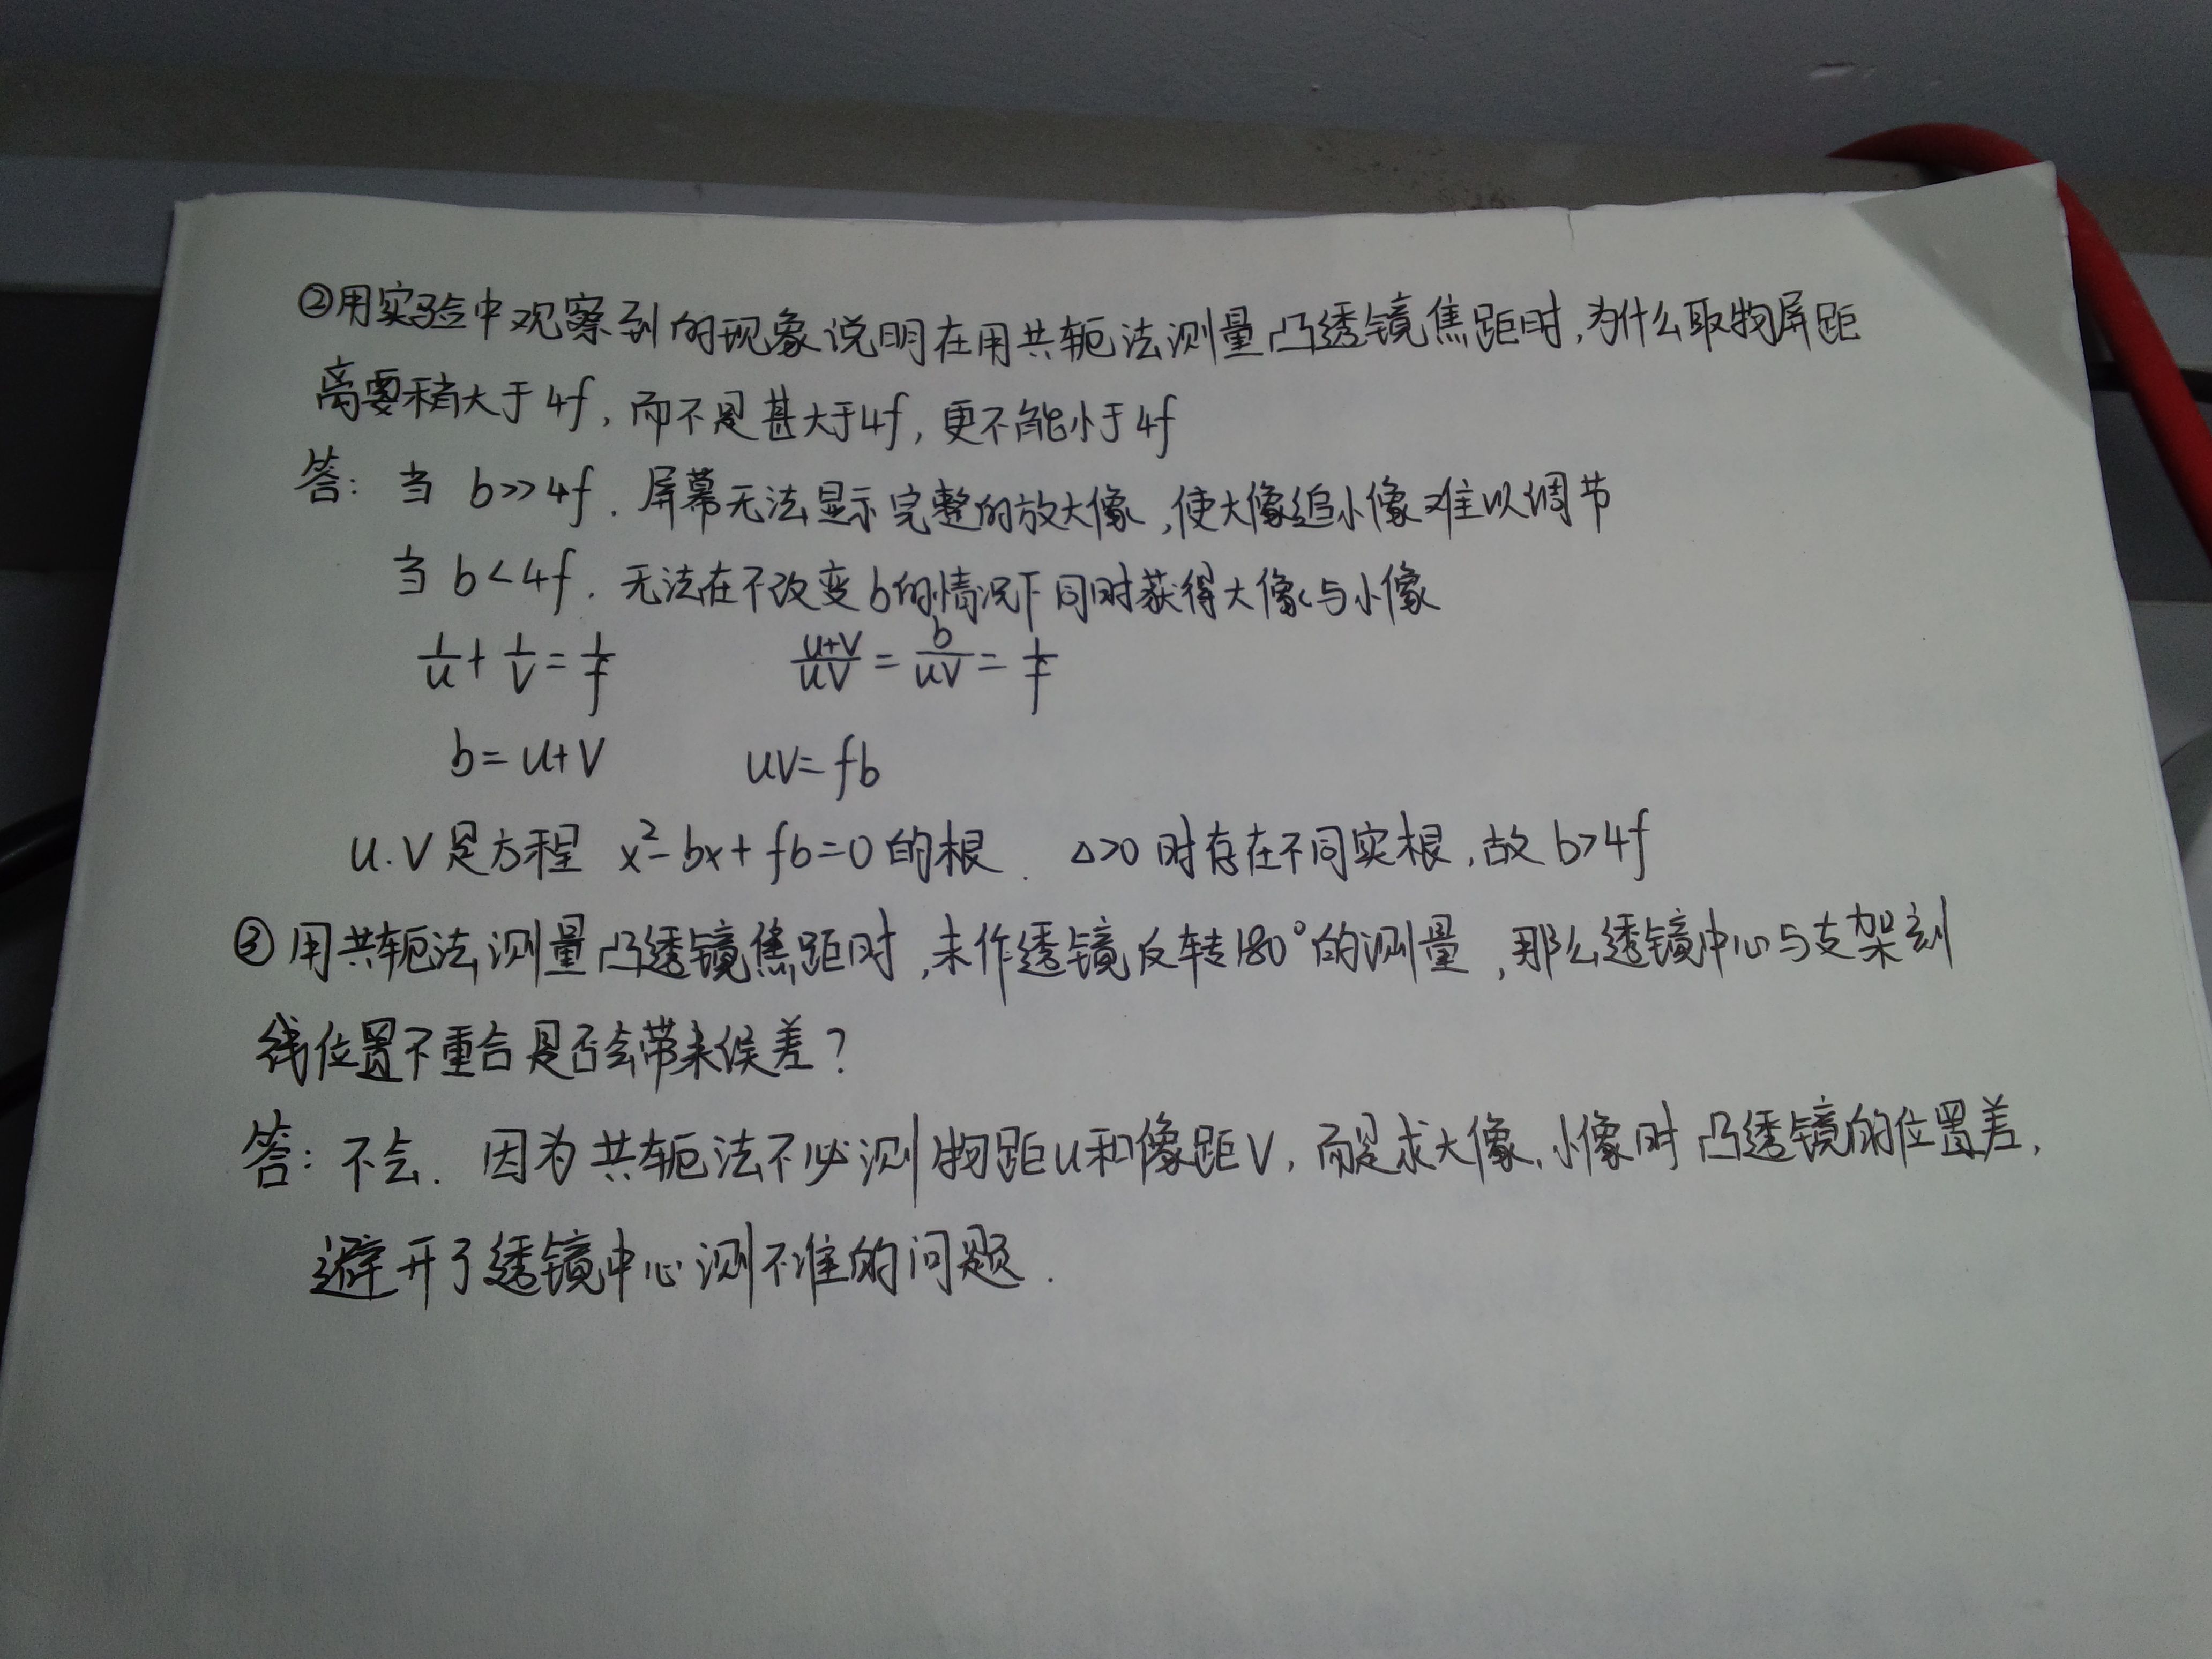 ②用实验中观察到的现象说明在用共轭法测量凸透镜焦距时,为什么取物屏距
离要稍大于4f,而不是甚大于4f,更不能小于4f
答: 当 b>>4f. 屏幕无法显示完整的放大像,使大像追小像难以调节
当 b<4f. 无法在不改变b的情况下同时获得大像与小像
1/u + 1/v = 1/f (u+v)/uv = b/uv = 1/f
b = u+v uv = fb
u.v是方程 x²-bx+fb=0的根. △>0时存在不同实根,故b>4f
③用共轭法测量凸透镜焦距时,未作透镜反转180°的测量,那么透镜中心与支架刻
线位置不重合是否会带来误差?
答: 不会. 因为共轭法不必测物距u和像距v,而是求大像、小像时凸透镜的位置差,
避开了透镜中心测不准的问题.